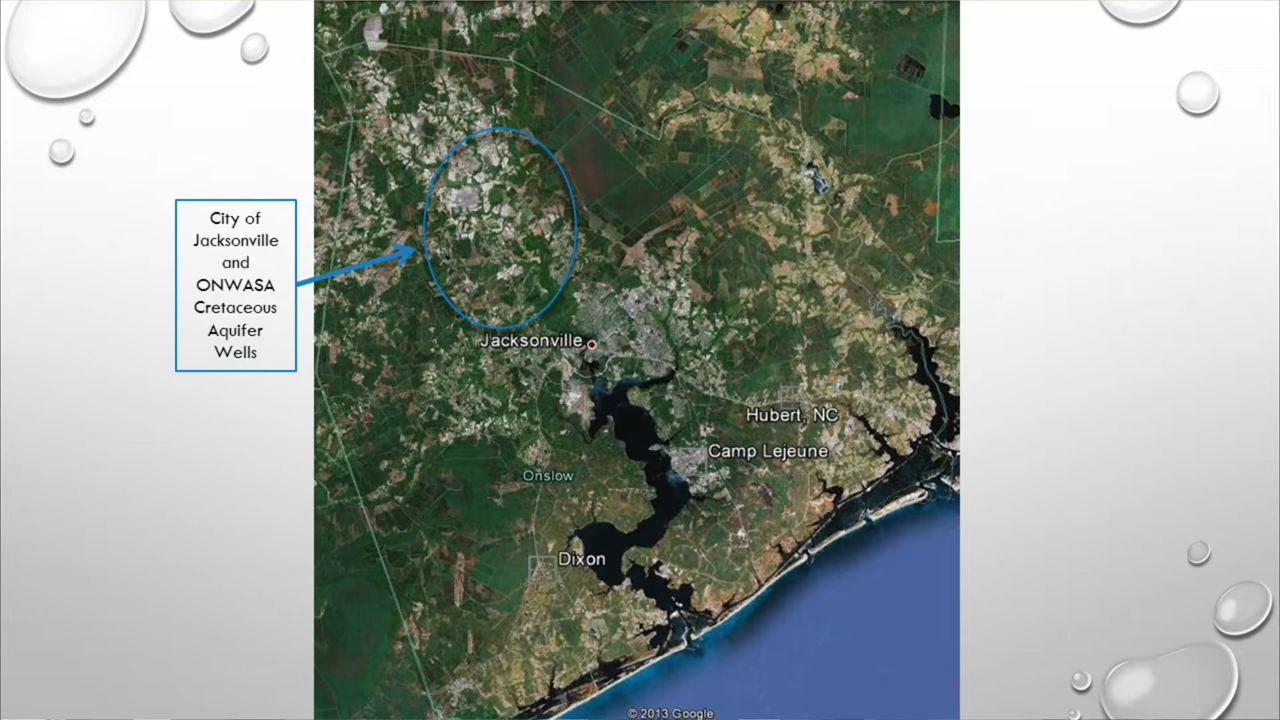 City of
Jacksonville
and
ONWASA
Cretaceous
Aquifer
Wells
Jacksonville
Hubert, NC
Camp Lejeune
Onslow
Dixon
© 2013 Google